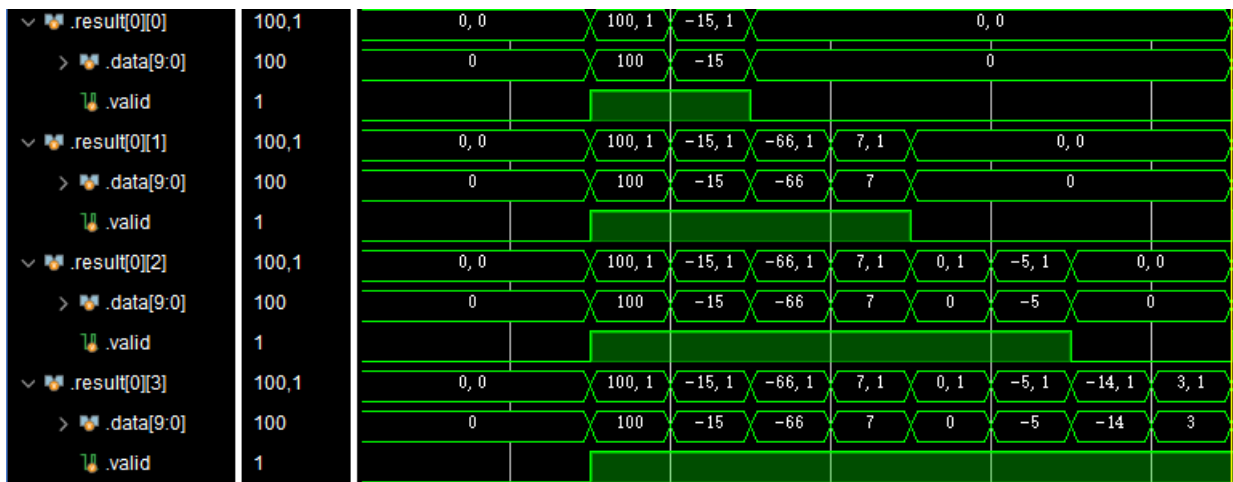 .result[0][0] 100,1 0, 0 100, 1 -15, 1 0, 0
.data[9:0] 100 0 100 -15 0
.valid 1
.result[0][1] 100,1 0, 0 100, 1 -15, 1 -66, 1 7, 1 0, 0
.data[9:0] 100 0 100 -15 -66 7 0
.valid 1
.result[0][2] 100,1 0, 0 100, 1 -15, 1 -66, 1 7, 1 0, 1 -5, 1 0, 0
.data[9:0] 100 0 100 -15 -66 7 0 -5 0
.valid 1
.result[0][3] 100,1 0, 0 100, 1 -15, 1 -66, 1 7, 1 0, 1 -5, 1 -14, 1 3, 1
.data[9:0] 100 0 100 -15 -66 7 0 -5 -14 3
.valid 1